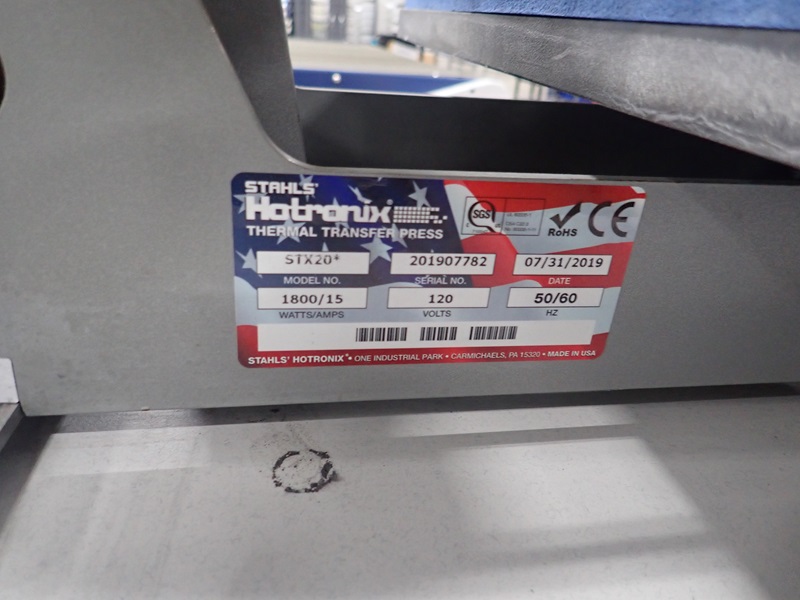 STAHLS'
Hotronix
THERMAL TRANSFER PRESS
SGS
RoHS CE
STX20* 201907782 07/31/2019
MODEL NO. SERIAL NO. DATE
1800/15 120 50/60
WATTS/AMPS VOLTS HZ
STAHLS' HOTRONIX® • ONE INDUSTRIAL PARK • CARMICHAELS, PA 15320 • MADE IN USA